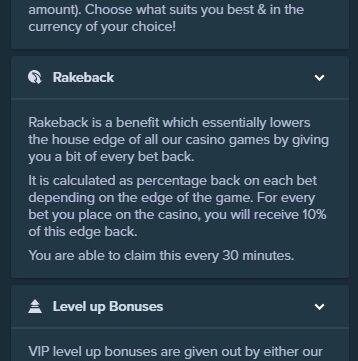 amount). Choose what suits you best & in the
currency of your choice!
Rakeback
Rakeback is a benefit which essentially lowers
the house edge of all our casino games by giving
you a bit of every bet back.
It is calculated as percentage back on each bet
depending on the edge of the game. For every
bet you place on the casino, you will receive 10%
of this edge back.
You are able to claim this every 30 minutes.
Level up Bonuses
VIP level up bonuses are given out by either our